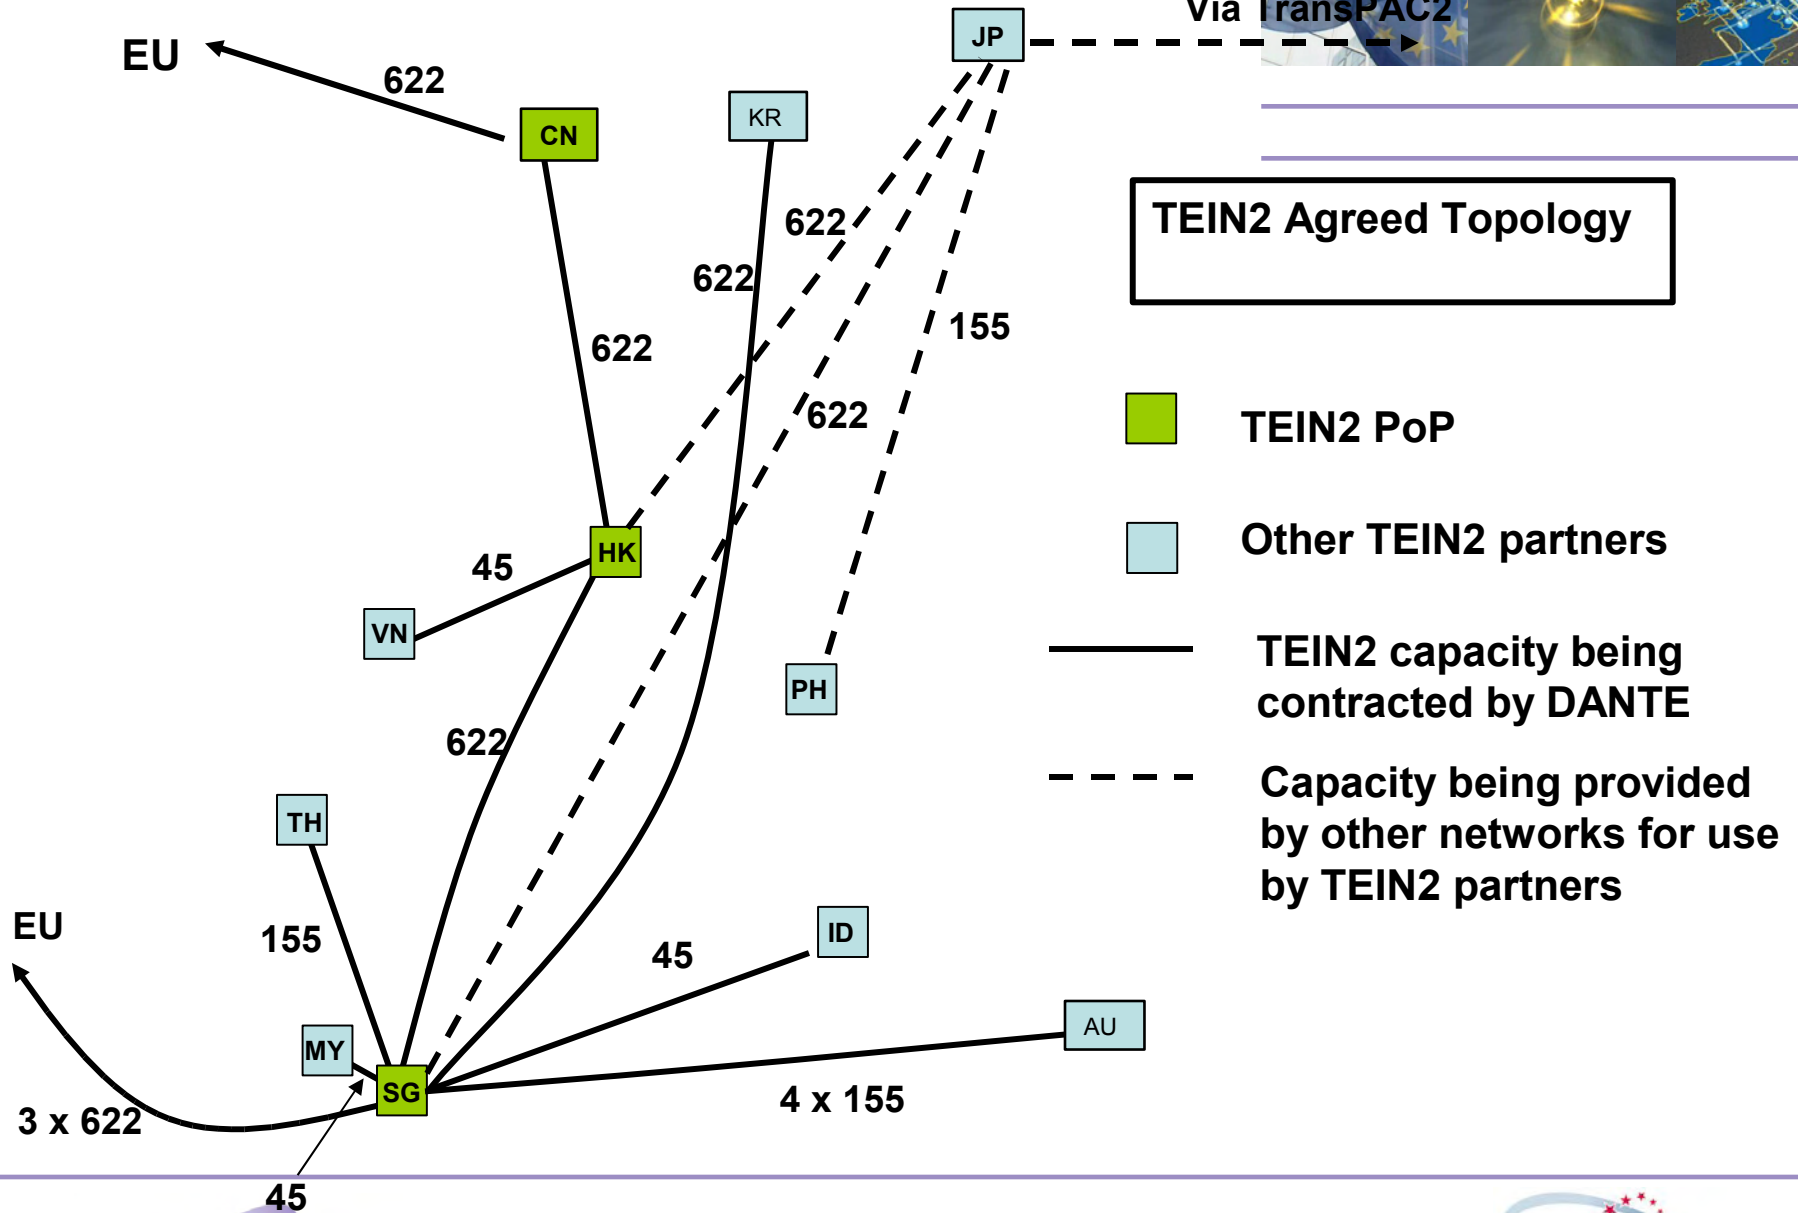 Via TransPAC2
JP
EU
622
CN
KR
TEIN2 Agreed Topology
622
622
155
622
622
TEIN2 PoP
HK
Other TEIN2 partners
45
VN
TEIN2 capacity being
contracted by DANTE
PH
622
Capacity being provided
by other networks for use
by TEIN2 partners
TH
EU
155
ID
45
AU
MY
SG
4 x 155
3 x 622
45